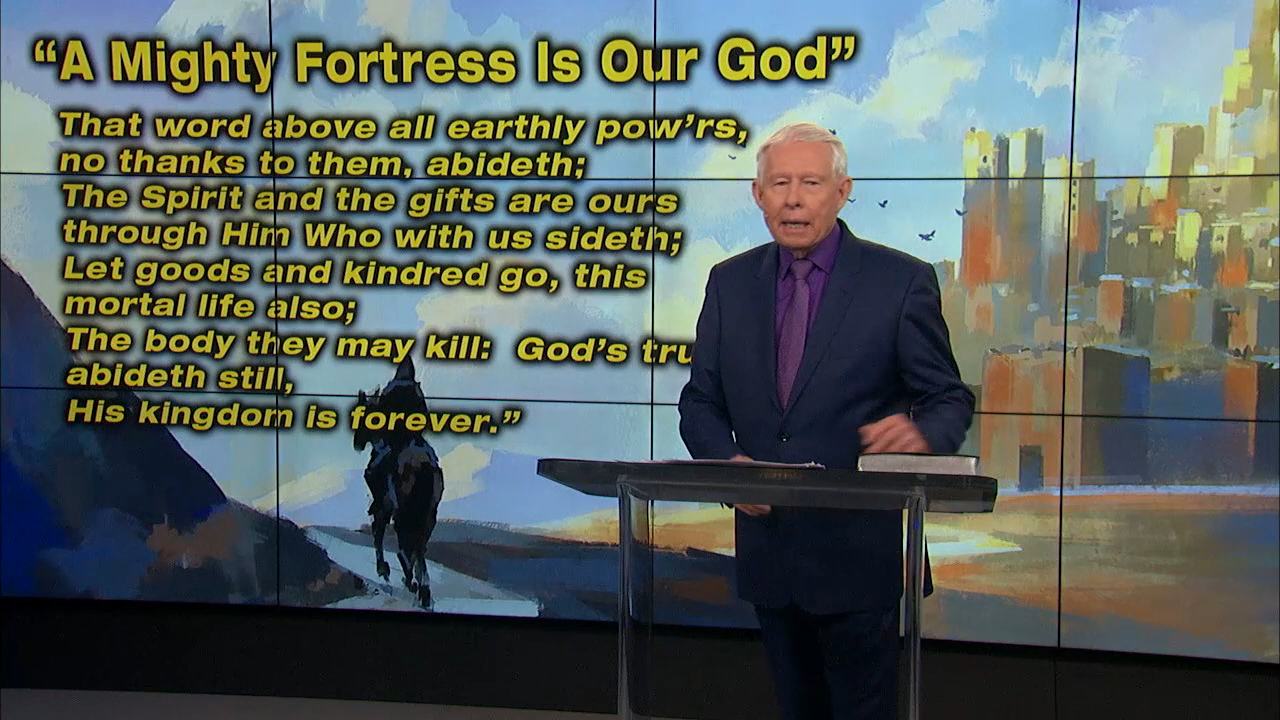 “A Mighty Fortress Is Our God”
That word above all earthly pow’rs,
no thanks to them, abideth;
The Spirit and the gifts are ours
through Him Who with us sideth;
Let goods and kindred go, this
mortal life also;
The body they may kill: God’s
abideth still,
His kingdom is forever.”